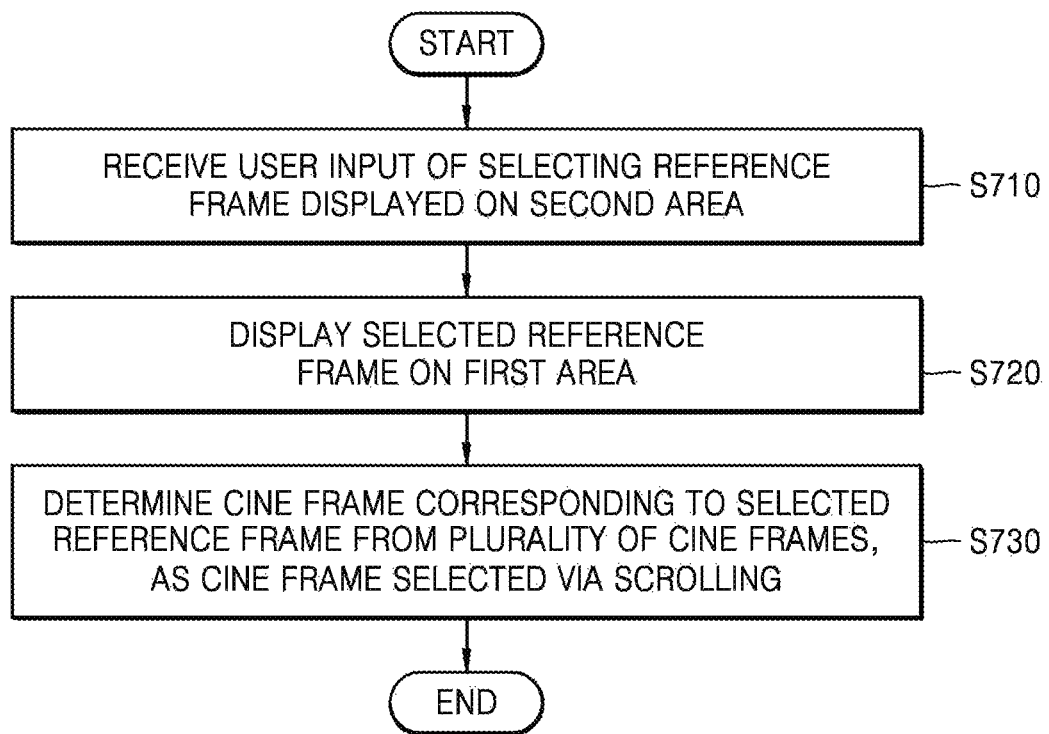 START
RECEIVE USER INPUT OF SELECTING REFERENCE
FRAME DISPLAYED ON SECOND AREA
S710
DISPLAY SELECTED REFERENCE
FRAME ON FIRST AREA
S720
DETERMINE CINE FRAME CORRESPONDING TO SELECTED
REFERENCE FRAME FROM PLURALITY OF CINE FRAMES,
AS CINE FRAME SELECTED VIA SCROLLING
S730
END